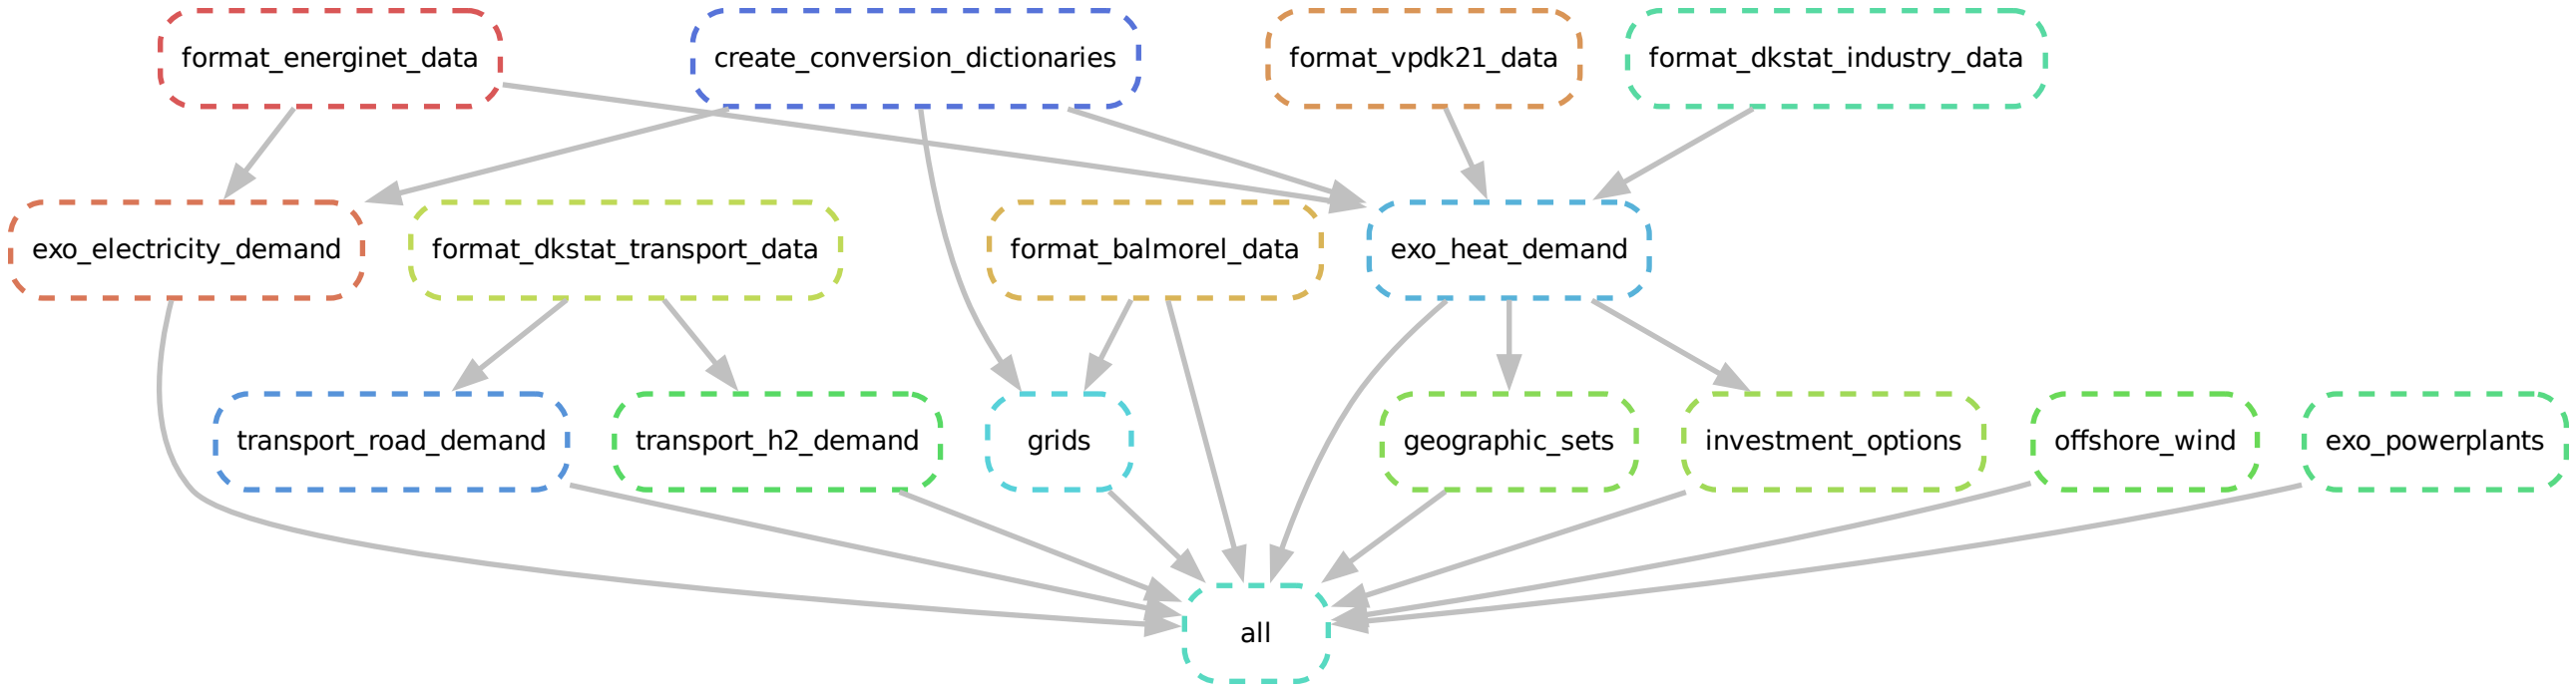 format_energinet_data
create_conversion_dictionaries
format_vpdk21_data
format_dkstat_industry_data
exo_electricity_demand
format_dkstat_transport_data
format_balmorel_data
exo_heat_demand
transport_road_demand
transport_h2_demand
grids
geographic_sets
investment_options
offshore_wind
exo_powerplants
all